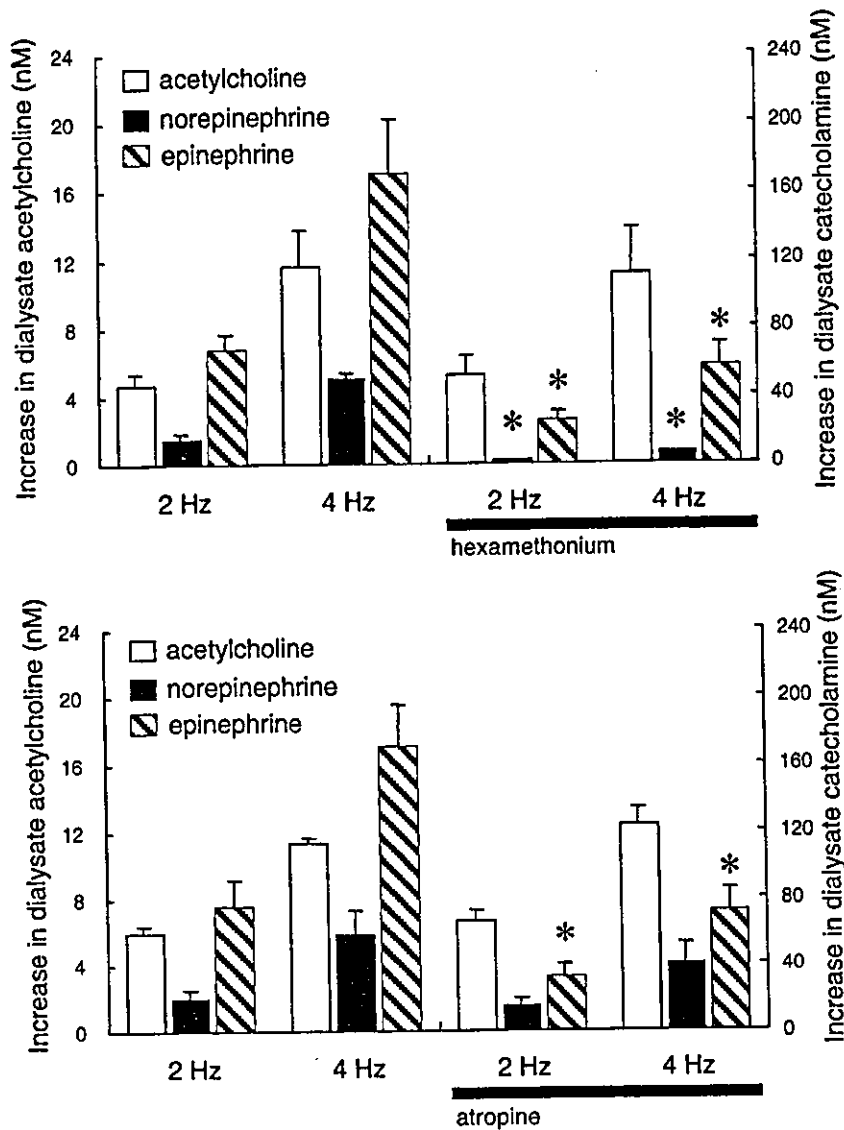 Increase in dialysate acetylcholine (nM)
24
20
16
12
8
4
0
acetylcholine
norepinephrine
epinephrine
*
*
*
*
240
200
160
120
80
40
0
Increase in dialysate catecholamine (nM)
2 Hz
4 Hz
2 Hz
4 Hz
hexamethonium
Increase in dialysate acetylcholine (nM)
24
20
16
12
8
4
0
acetylcholine
norepinephrine
epinephrine
*
*
240
200
160
120
80
40
0
Increase in dialysate catecholamine (nM)
2 Hz
4 Hz
2 Hz
4 Hz
atropine